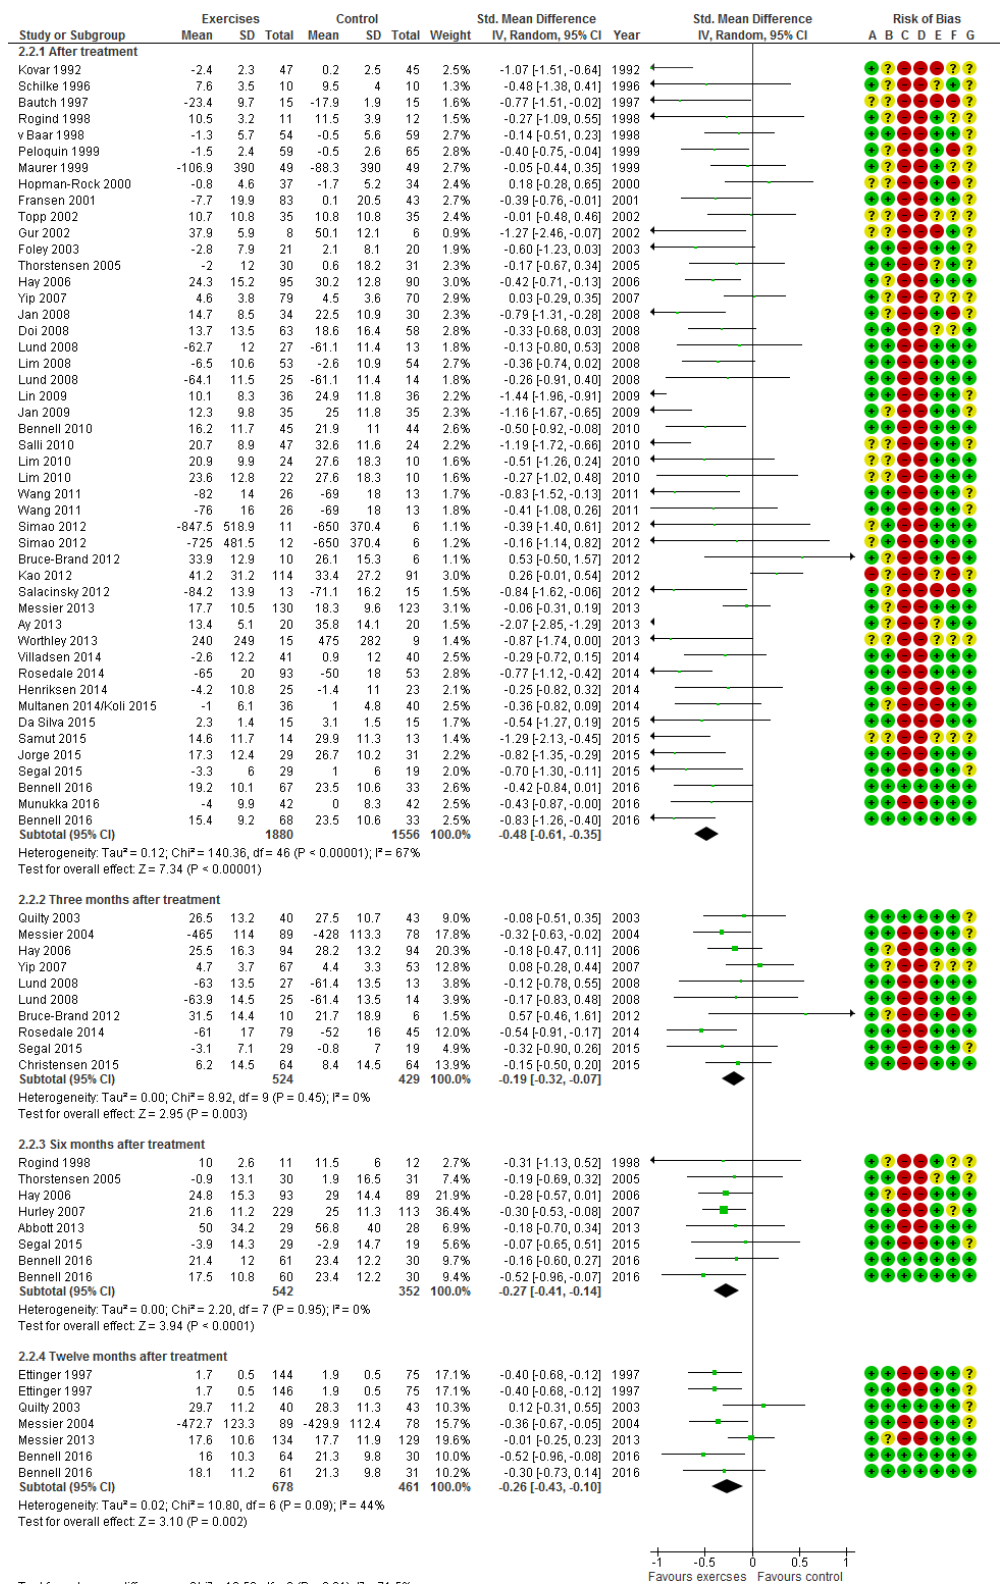 Exercises Control Std. Mean Difference Std. Mean Difference Risk of Bias
Study or Subgroup Mean SD Total Mean SD Total Weight IV, Random, 95% CI Year IV, Random, 95% CI A B C D E F G
2.2.1 After treatment
Kovar 1992 -2.4 2.3 47 0.2 2.5 45 2.5% -1.07 [-1.51, -0.64] 1992
Schilke 1996 7.6 3.5 10 9.5 4 10 1.3% -0.48 [-1.38, 0.41] 1996
Bautch 1997 -23.4 9.7 15 -17.9 1.9 15 1.6% -0.77 [-1.51, -0.02] 1997
Rogind 1998 10.5 3.2 11 11.5 3.9 12 1.5% -0.27 [-1.09, 0.55] 1998
v Baar 1998 -1.3 5.7 54 -0.5 5.6 59 2.7% -0.14 [-0.51, 0.23] 1998
Peloquin 1999 -1.5 2.4 59 -0.5 2.6 65 2.8% -0.40 [-0.75, -0.04] 1999
Maurer 1999 -106.9 390 49 -88.3 390 49 2.6% -0.05 [-0.44, 0.35] 1999
Hopman-Rock 2000 -0.8 4.6 37 -1.7 5.2 34 2.4% 0.18 [-0.28, 0.65] 2000
Fransen 2001 -7.7 19.9 83 0.1 20.5 43 2.7% -0.39 [-0.76, -0.01] 2001
Topp 2002 10.7 10.8 35 10.8 10.8 35 2.4% -0.01 [-0.48, 0.46] 2002
Gur 2002 37.9 5.9 8 50.1 12.1 6 0.9% -1.27 [-2.46, -0.07] 2002
Foley 2003 -2.8 7.9 21 2.1 8.1 20 1.9% -0.60 [-1.23, 0.03] 2003
Thorstensen 2005 -2 12 30 0.6 18.2 31 2.3% -0.17 [-0.67, 0.34] 2005
Hay 2006 24.3 15.2 95 30.2 12.8 90 3.0% -0.42 [-0.71, -0.13] 2006
Yip 2007 4.6 3.8 79 4.5 3.6 70 2.9% 0.03 [-0.29, 0.35] 2007
Jan 2008 14.7 8.5 34 22.5 10.9 30 2.2% -0.79 [-1.31, -0.28] 2008
Doi 2008 13.7 13.5 63 18.6 16.4 58 2.8% -0.33 [-0.68, 0.03] 2008
Lund 2008 -62.7 12 27 -61.1 11.4 13 1.8% -0.13 [-0.80, 0.53] 2008
Lim 2008 -6.5 10.6 53 -2.6 10.9 54 2.7% -0.36 [-0.74, 0.02] 2008
Lund 2008 -64.1 11.5 25 -61.1 11.4 14 1.8% -0.26 [-0.91, 0.40] 2008
Lin 2009 10.1 8.3 36 24.9 11.8 36 2.2% -1.44 [-1.96, -0.91] 2009
Jan 2009 12.3 9.8 35 25 11.8 35 2.2% -1.16 [-1.67, -0.65] 2009
Bennell 2010 16.2 11.7 45 21.9 11 44 2.5% -0.50 [-0.92, -0.08] 2010
Salli 2010 20.7 8.9 47 32.6 11.6 24 2.2% -1.19 [-1.72, -0.66] 2010
Lim 2010 20.9 9.9 24 27.6 18.3 10 1.6% -0.51 [-1.26, 0.24] 2010
Lim 2010 23.6 12.8 22 27.6 18.3 10 1.6% -0.27 [-1.02, 0.48] 2010
Wang 2011 -82 14 26 -69 18 13 1.7% -0.83 [-1.52, -0.13] 2011
Wang 2011 -76 16 26 -69 18 13 1.8% -0.41 [-1.08, 0.26] 2011
Simao 2012 -847.5 518.9 11 -650 370.4 6 1.1% -0.39 [-1.40, 0.61] 2012
Simao 2012 -725 481.5 12 -650 370.4 6 1.2% -0.16 [-1.14, 0.82] 2012
Bruce-Brand 2012 33.9 12.9 10 26.1 15.3 6 1.1% 0.53 [-0.50, 1.57] 2012
Kao 2012 41.2 31.2 114 33.4 27.2 91 3.0% 0.26 [-0.01, 0.54] 2012
Salacinsky 2012 -84.2 13.9 13 -71.1 16.2 15 1.5% -0.84 [-1.62, -0.06] 2012
Messier 2013 17.7 10.5 130 18.3 9.6 123 3.1% -0.06 [-0.31, 0.19] 2013
Ay 2013 13.4 5.1 20 35.8 14.1 20 1.5% -2.07 [-2.85, -1.29] 2013
Worthley 2013 240 249 15 475 282 9 1.4% -0.87 [-1.74, 0.00] 2013
Villadsen 2014 -2.6 12.2 41 0.9 12 40 2.5% -0.29 [-0.72, 0.15] 2014
Rosedale 2014 -65 20 93 -50 18 53 2.8% -0.77 [-1.12, -0.42] 2014
Henriksen 2014 -4.2 10.8 25 -1.4 11 23 2.1% -0.25 [-0.82, 0.32] 2014
Multanen 2014/Koli 2015 -1 6.1 36 1 4.8 40 2.4% -0.36 [-0.82, 0.09] 2014
Da Silva 2015 2.3 1.4 15 3.1 1.5 15 1.7% -0.54 [-1.27, 0.19] 2015
Samut 2015 14.6 11.7 14 29.9 11.3 13 1.4% -1.29 [-2.13, -0.45] 2015
Jorge 2015 17.3 12.4 29 26.7 10.2 31 2.2% -0.82 [-1.35, -0.29] 2015
Segal 2015 -3.3 6 29 1 6 19 2.0% -0.70 [-1.30, -0.11] 2015
Bennell 2016 19.2 10.1 67 23.5 10.6 33 2.5% -0.42 [-0.84, 0.01] 2016
Munukka 2016 -4 9.9 42 0 8.3 42 2.5% -0.43 [-0.87, -0.00] 2016
Bennell 2016 15.4 9.2 68 23.5 10.6 33 2.5% -0.83 [-1.26, -0.40] 2016
Subtotal (95% CI) 1880 1556 100.0% -0.48 [-0.61, -0.35]
Heterogeneity: Tau² = 0.12; Chi² = 140.36, df = 46 (P < 0.00001); I² = 67%
Test for overall effect: Z = 7.34 (P < 0.00001)
2.2.2 Three months after treatment
Quilty 2003 26.5 13.2 40 27.5 10.7 43 9.0% -0.08 [-0.51, 0.35] 2003
Messier 2004 -465 114 89 -428 113.3 78 17.8% -0.32 [-0.63, -0.02] 2004
Hay 2006 25.5 16.3 94 28.2 13.2 94 20.3% -0.18 [-0.47, 0.11] 2006
Yip 2007 4.7 3.7 67 4.4 3.3 53 12.8% 0.08 [-0.28, 0.44] 2007
Lund 2008 -63 13.5 27 -61.4 13.5 13 3.8% -0.12 [-0.78, 0.55] 2008
Lund 2008 -63.9 14.5 25 -61.4 13.5 14 3.9% -0.17 [-0.83, 0.48] 2008
Bruce-Brand 2012 31.5 14.4 10 21.7 18.9 6 1.6% 0.57 [-0.46, 1.61] 2012
Rosedale 2014 -61 17 79 -52 16 45 12.0% -0.54 [-0.91, -0.17] 2014
Segal 2015 -3.1 7.1 29 -0.8 7 19 4.9% -0.32 [-0.90, 0.26] 2015
Christensen 2015 6.2 14.5 64 8.4 14.5 64 13.9% -0.15 [-0.50, 0.20] 2015
Subtotal (95% CI) 524 429 100.0% -0.19 [-0.32, -0.07]
Heterogeneity: Tau² = 0.00; Chi² = 8.92, df = 9 (P = 0.45); I² = 0%
Test for overall effect: Z = 2.95 (P = 0.003)
2.2.3 Six months after treatment
Rogind 1998 10 2.6 11 11.5 6 12 2.7% -0.31 [-1.13, 0.52] 1998
Thorstensen 2005 -0.9 13.1 30 1.9 16.5 31 7.3% -0.19 [-0.69, 0.32] 2005
Hay 2006 24.8 15.3 93 29 14.4 89 21.9% -0.28 [-0.57, 0.01] 2006
Hurley 2007 21.6 11.2 229 25 11.3 113 36.4% -0.30 [-0.53, -0.08] 2007
Abbott 2013 50 34.2 29 56.8 40 28 6.8% -0.18 [-0.70, 0.34] 2013
Segal 2015 -3.9 14.3 29 -2.9 14.7 19 5.6% -0.07 [-0.65, 0.51] 2015
Bennell 2016 21.4 12 61 23.4 12.2 30 9.7% -0.16 [-0.60, 0.27] 2016
Bennell 2016 17.5 10.8 60 23.4 12.2 30 9.4% -0.52 [-0.96, -0.07] 2016
Subtotal (95% CI) 542 352 100.0% -0.27 [-0.41, -0.14]
Heterogeneity: Tau² = 0.00; Chi² = 2.20, df = 7 (P = 0.95); I² = 0%
Test for overall effect: Z = 3.94 (P < 0.0001)
2.2.4 Twelve months after treatment
Ettinger 1997 1.7 0.5 144 1.9 0.5 75 17.1% -0.40 [-0.68, -0.12] 1997
Ettinger 1997 1.7 0.5 146 1.9 0.5 75 17.1% -0.40 [-0.68, -0.12] 1997
Quilty 2003 29.7 11.2 40 28.3 11.3 43 10.3% 0.12 [-0.31, 0.55] 2003
Messier 2004 -472.7 123.3 89 -429.9 112.4 78 15.7% -0.36 [-0.67, -0.05] 2004
Messier 2013 17.6 10.6 134 17.7 11.9 129 19.6% -0.01 [-0.25, 0.23] 2013
Bennell 2016 16 10.3 64 21.3 9.8 30 10.0% -0.52 [-0.96, -0.08] 2016
Bennell 2016 18.1 11.2 61 21.3 9.8 31 10.2% -0.30 [-0.73, 0.14] 2016
Subtotal (95% CI) 678 461 100.0% -0.26 [-0.43, -0.10]
Heterogeneity: Tau² = 0.02; Chi² = 10.80, df = 6 (P = 0.09); I² = 44%
Test for overall effect: Z = 3.10 (P = 0.002)
-1 -0.5 0 0.5 1
Favours exercses Favours control